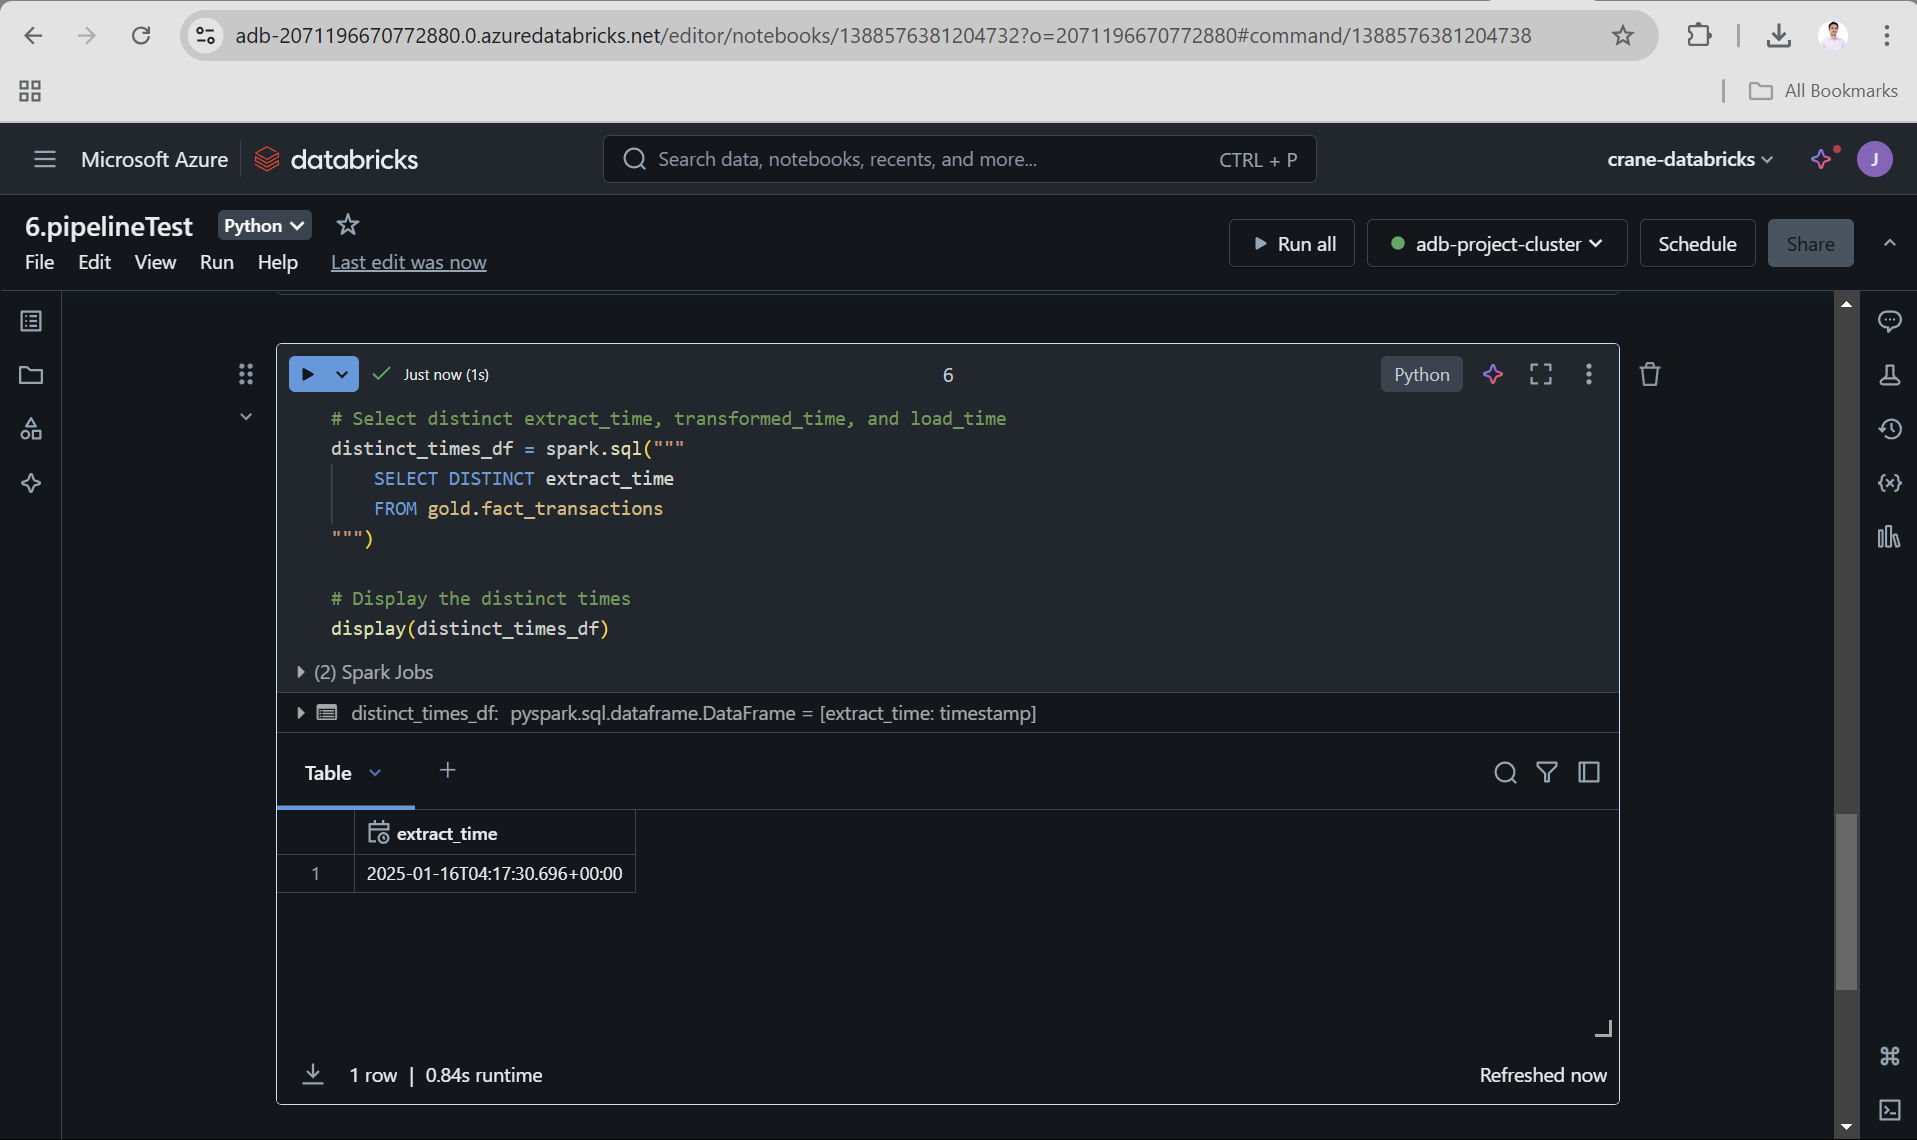 adb-2071196670772880.0.azuredatabricks.net/editor/notebooks/1388576381204732?o=2071196670772880#command/1388576381204738
All Bookmarks
Microsoft Azure databricks Search data, notebooks, recents, and more... CTRL + P crane-databricks J
6.pipelineTest Python
File Edit View Run Help Last edit was now
Run all adb-project-cluster Schedule Share
Just now (1s) 6 Python
# Select distinct extract_time, transformed_time, and load_time
distinct_times_df = spark.sql("""
SELECT DISTINCT extract_time
FROM gold.fact_transactions
""")
# Display the distinct times
display(distinct_times_df)
(2) Spark Jobs
distinct_times_df: pyspark.sql.dataframe.DataFrame = [extract_time: timestamp]
Table +
extract_time
1 2025-01-16T04:17:30.696+00:00
1 row | 0.84s runtime Refreshed now